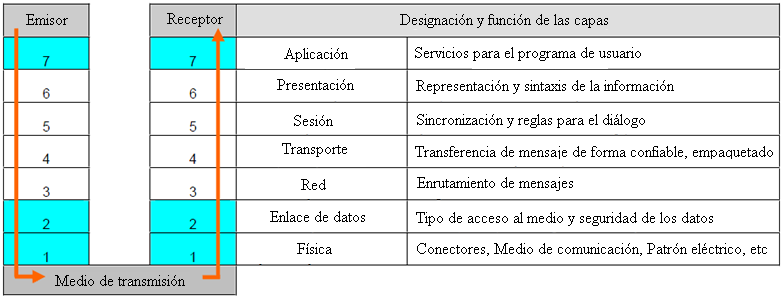 Emisor Receptor Designación y función de las capas
7 7 Aplicación Servicios para el programa de usuario
6 6 Presentación Representación y sintaxis de la información
5 5 Sesión Sincronización y reglas para el diálogo
4 4 Transporte Transferencia de mensaje de forma confiable, empaquetado
3 3 Red Enrutamiento de mensajes
2 2 Enlace de datos Tipo de acceso al medio y seguridad de los datos
1 1 Física Conectores, Medio de comunicación, Patrón eléctrico, etc
Medio de transmisión